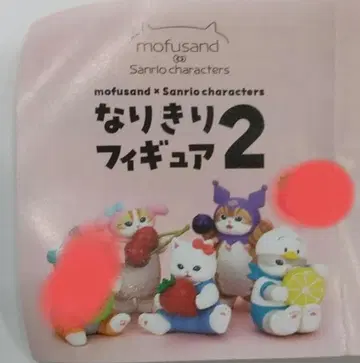 mofusand
Sanrio characters
mofusand × Sanrio characters
なりきり
フィギュア2